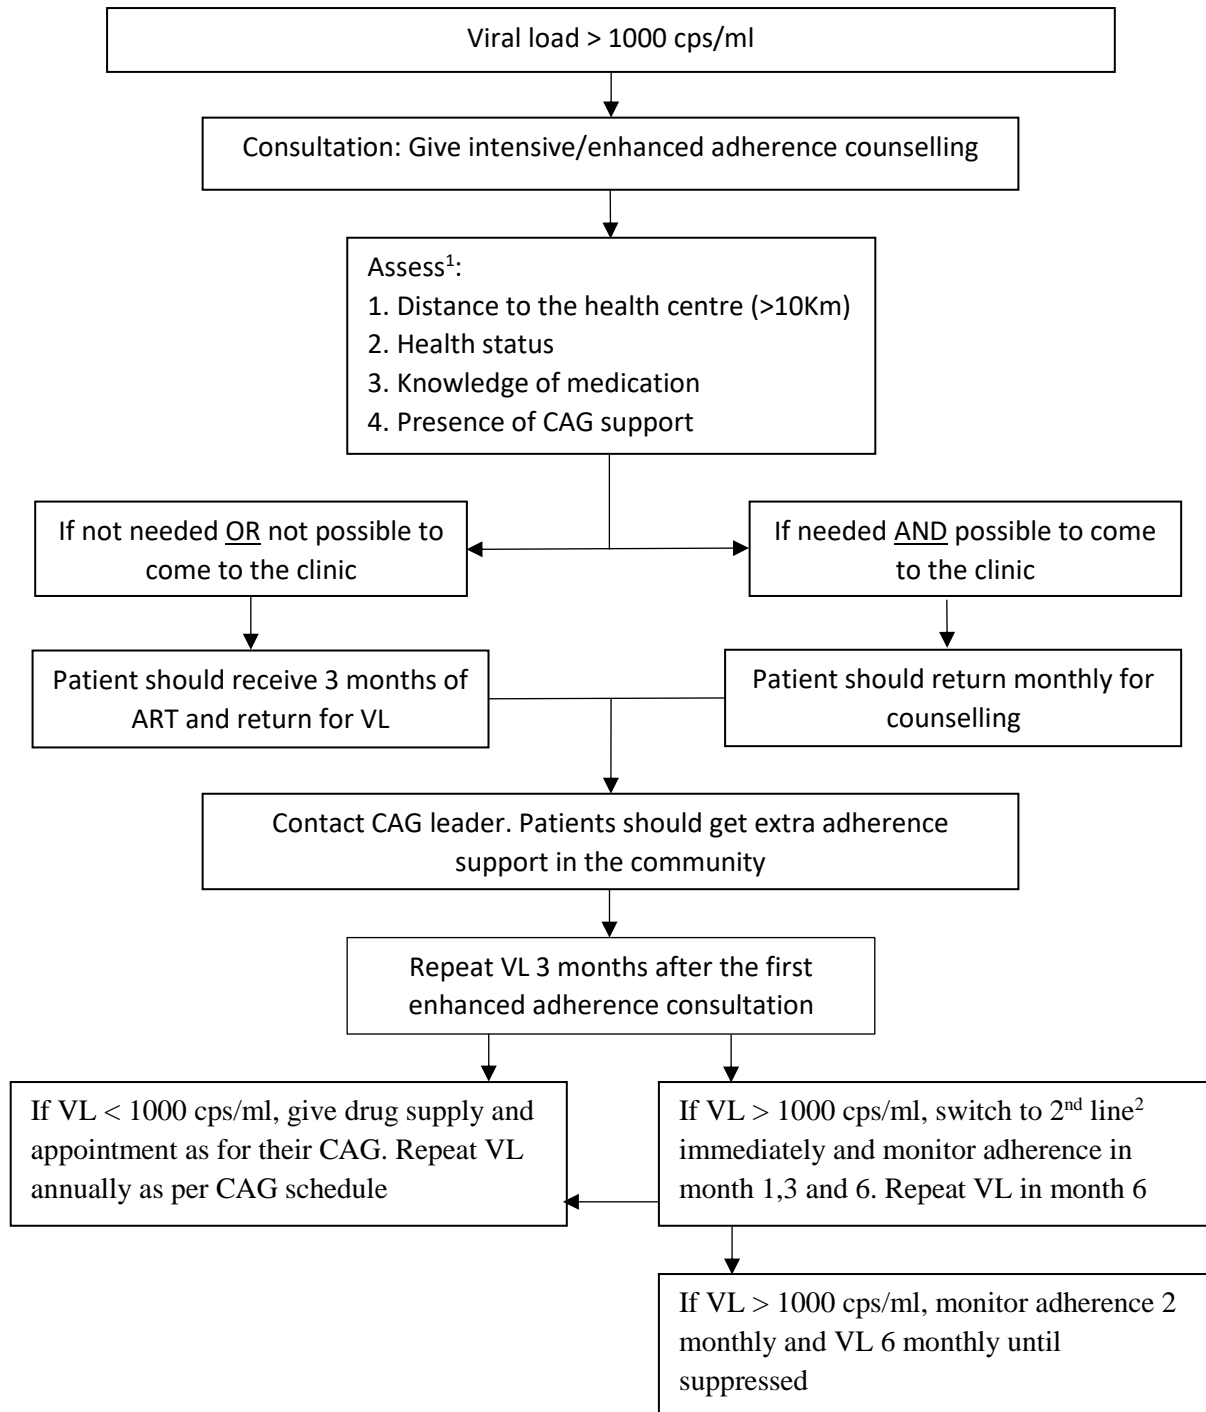 Viral load > 1000 cps/ml
Consultation: Give intensive/enhanced adherence counselling
Assess¹:
1. Distance to the health centre (>10Km)
2. Health status
3. Knowledge of medication
4. Presence of CAG support
If not needed OR not possible to
come to the clinic
If needed AND possible to come
to the clinic
Patient should receive 3 months of
ART and return for VL
Patient should return monthly for
counselling
Contact CAG leader. Patients should get extra adherence
support in the community
Repeat VL 3 months after the first
enhanced adherence consultation
If VL < 1000 cps/ml, give drug supply and
appointment as for their CAG. Repeat VL
annually as per CAG schedule
If VL > 1000 cps/ml, switch to 2ⁿᵈ line²
immediately and monitor adherence in
month 1,3 and 6. Repeat VL in month 6
If VL > 1000 cps/ml, monitor adherence 2
monthly and VL 6 monthly until
suppressed